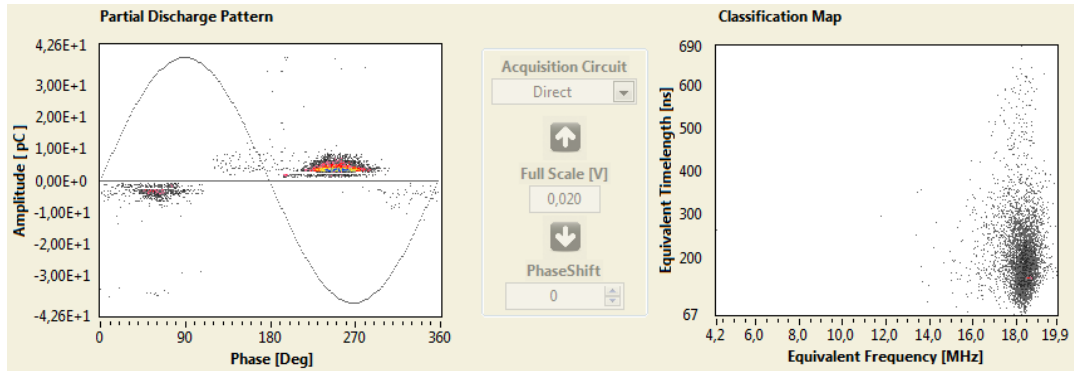 Partial Discharge Pattern
4,26E+1
3,00E+1
2,00E+1
1,00E+1
0,00E+0
-1,00E+1
-2,00E+1
-3,00E+1
-4,26E+1
Amplitude [ pC]
0 90 180 270 360
Phase [Deg]
Acquisition Circuit
Direct
Full Scale [V]
0,020
PhaseShift
0
Classification Map
690
600
500
400
300
200
67
Equivalent Timelength [ns]
4,2 6,0 8,0 10,0 12,0 14,0 16,0 18,0 19,9
Equivalent Frequency [MHz]